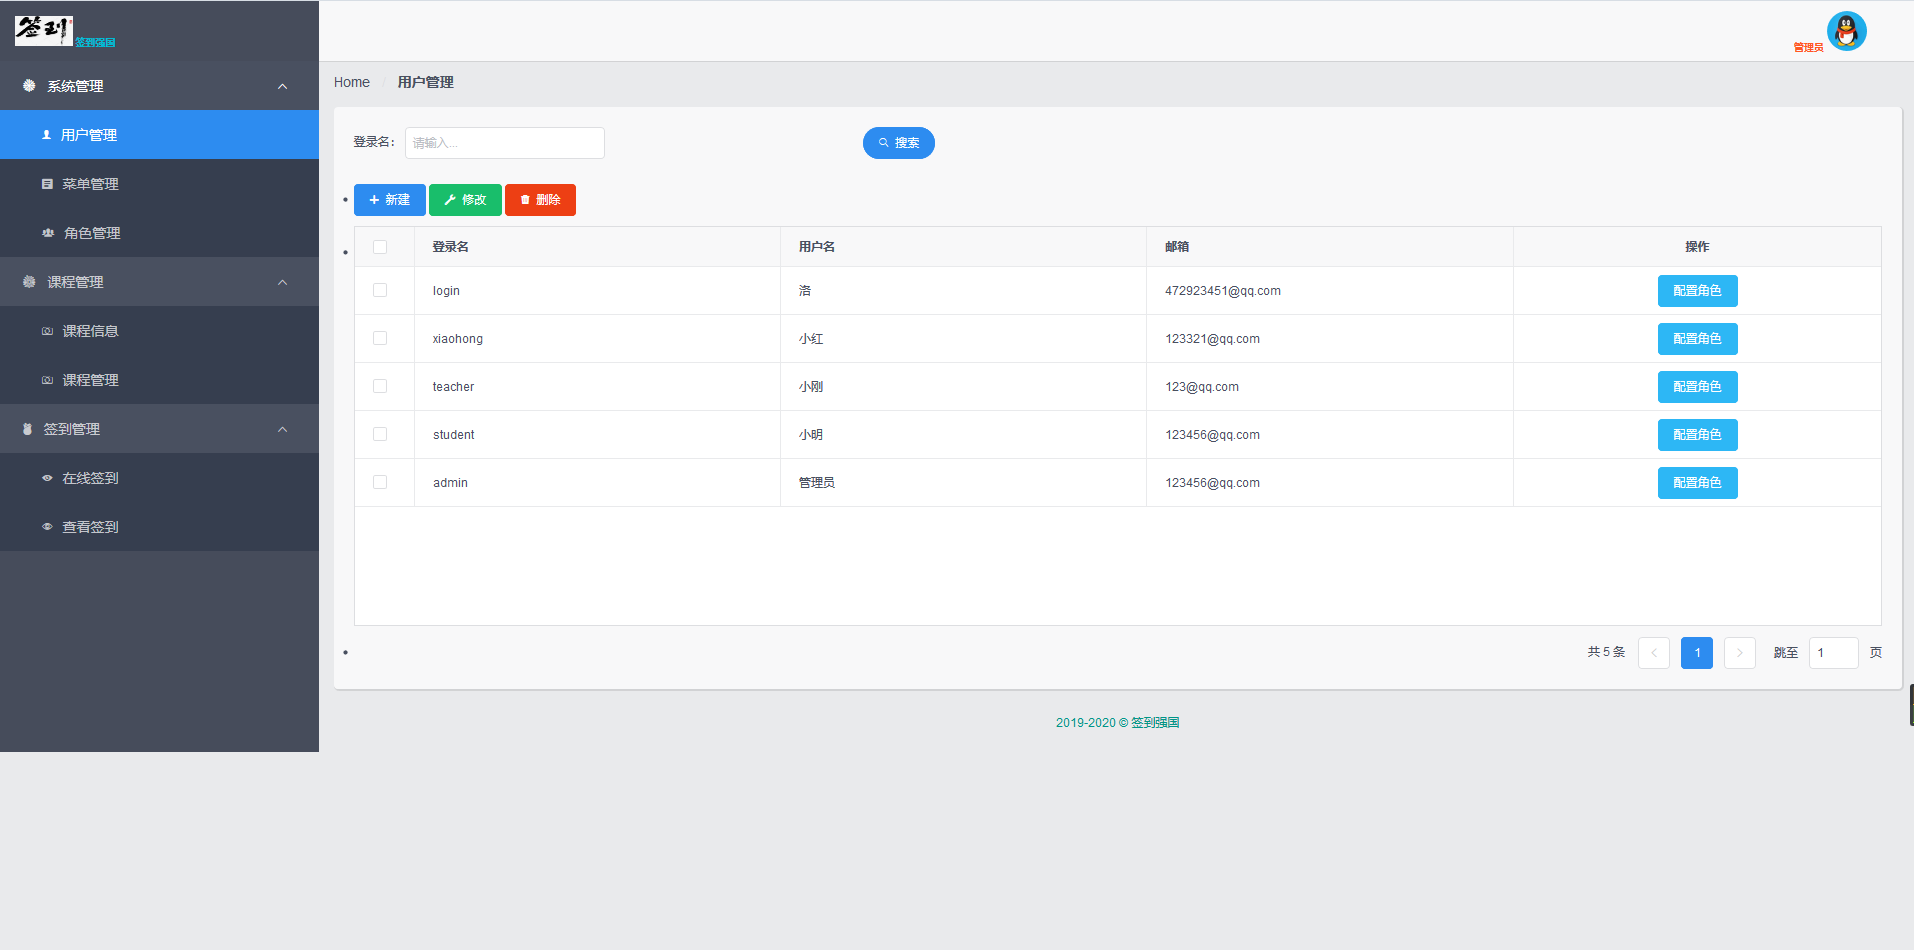 签到
签到强国
管理员
系统管理
用户管理
菜单管理
角色管理
课程管理
课程信息
课程管理
签到管理
在线签到
查看签到
Home / 用户管理
登录名： 请输入... 搜索
新建 修改 删除
登录名 用户名 邮箱 操作
login 洛 472923451@qq.com 配置角色
xiaohong 小红 123321@qq.com 配置角色
teacher 小刚 123@qq.com 配置角色
student 小明 123456@qq.com 配置角色
admin 管理员 123456@qq.com 配置角色
共 5 条 < 1 > 跳至 1 页
2019-2020 © 签到强国